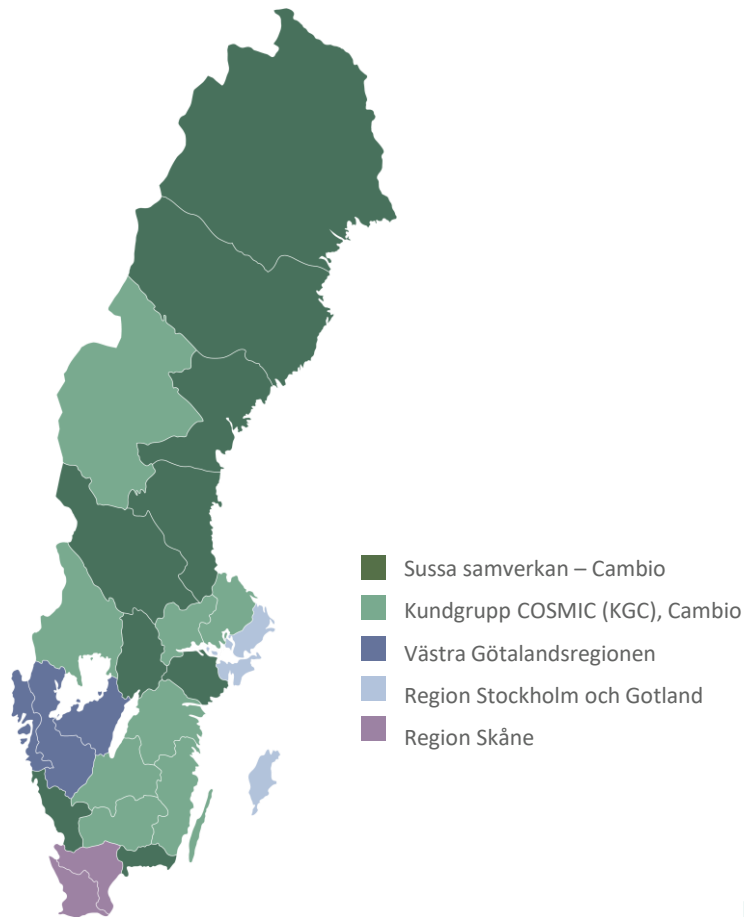 Sussa samverkan – Cambio
Kundgrupp COSMIC (KGC), Cambio
Västra Götalandsregionen
Region Stockholm och Gotland
Region Skåne